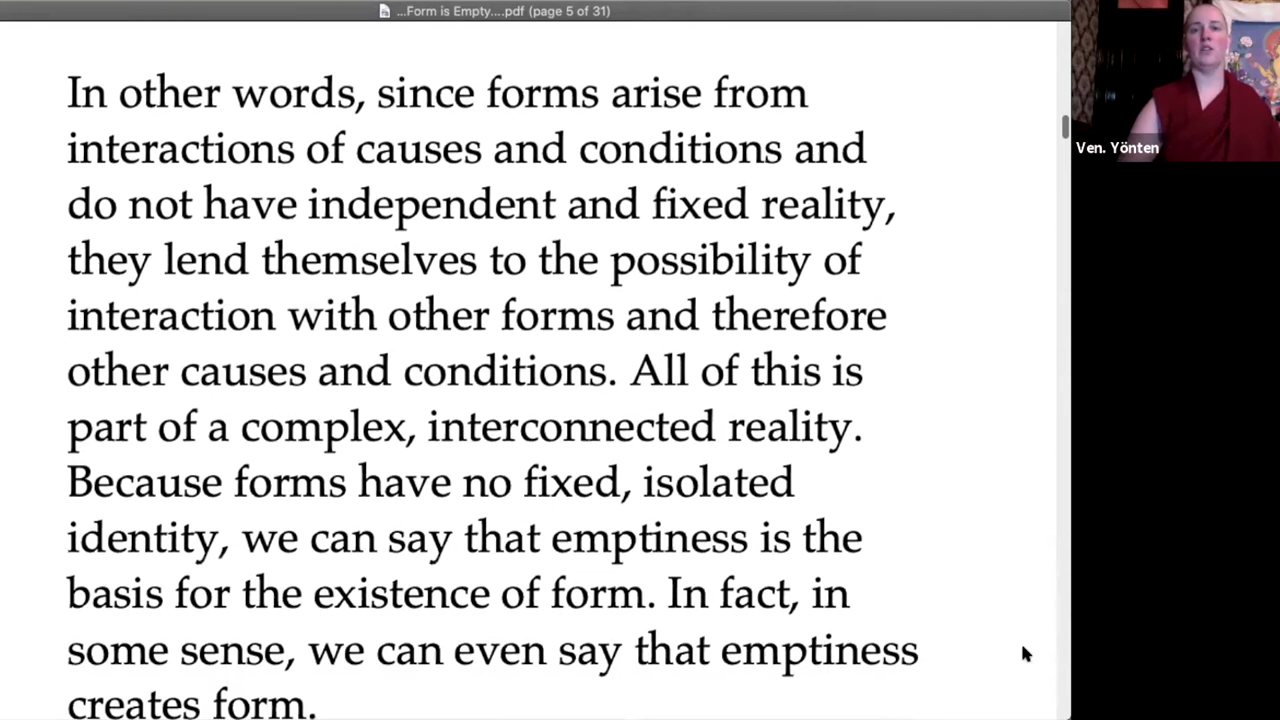 ...Form is Empty....pdf (page 5 of 31)
In other words, since forms arise from
interactions of causes and conditions and
do not have independent and fixed reality,
they lend themselves to the possibility of
interaction with other forms and therefore
other causes and conditions. All of this is
part of a complex, interconnected reality.
Because forms have no fixed, isolated
identity, we can say that emptiness is the
basis for the existence of form. In fact, in
some sense, we can even say that emptiness
creates form.
Ven. Yönten